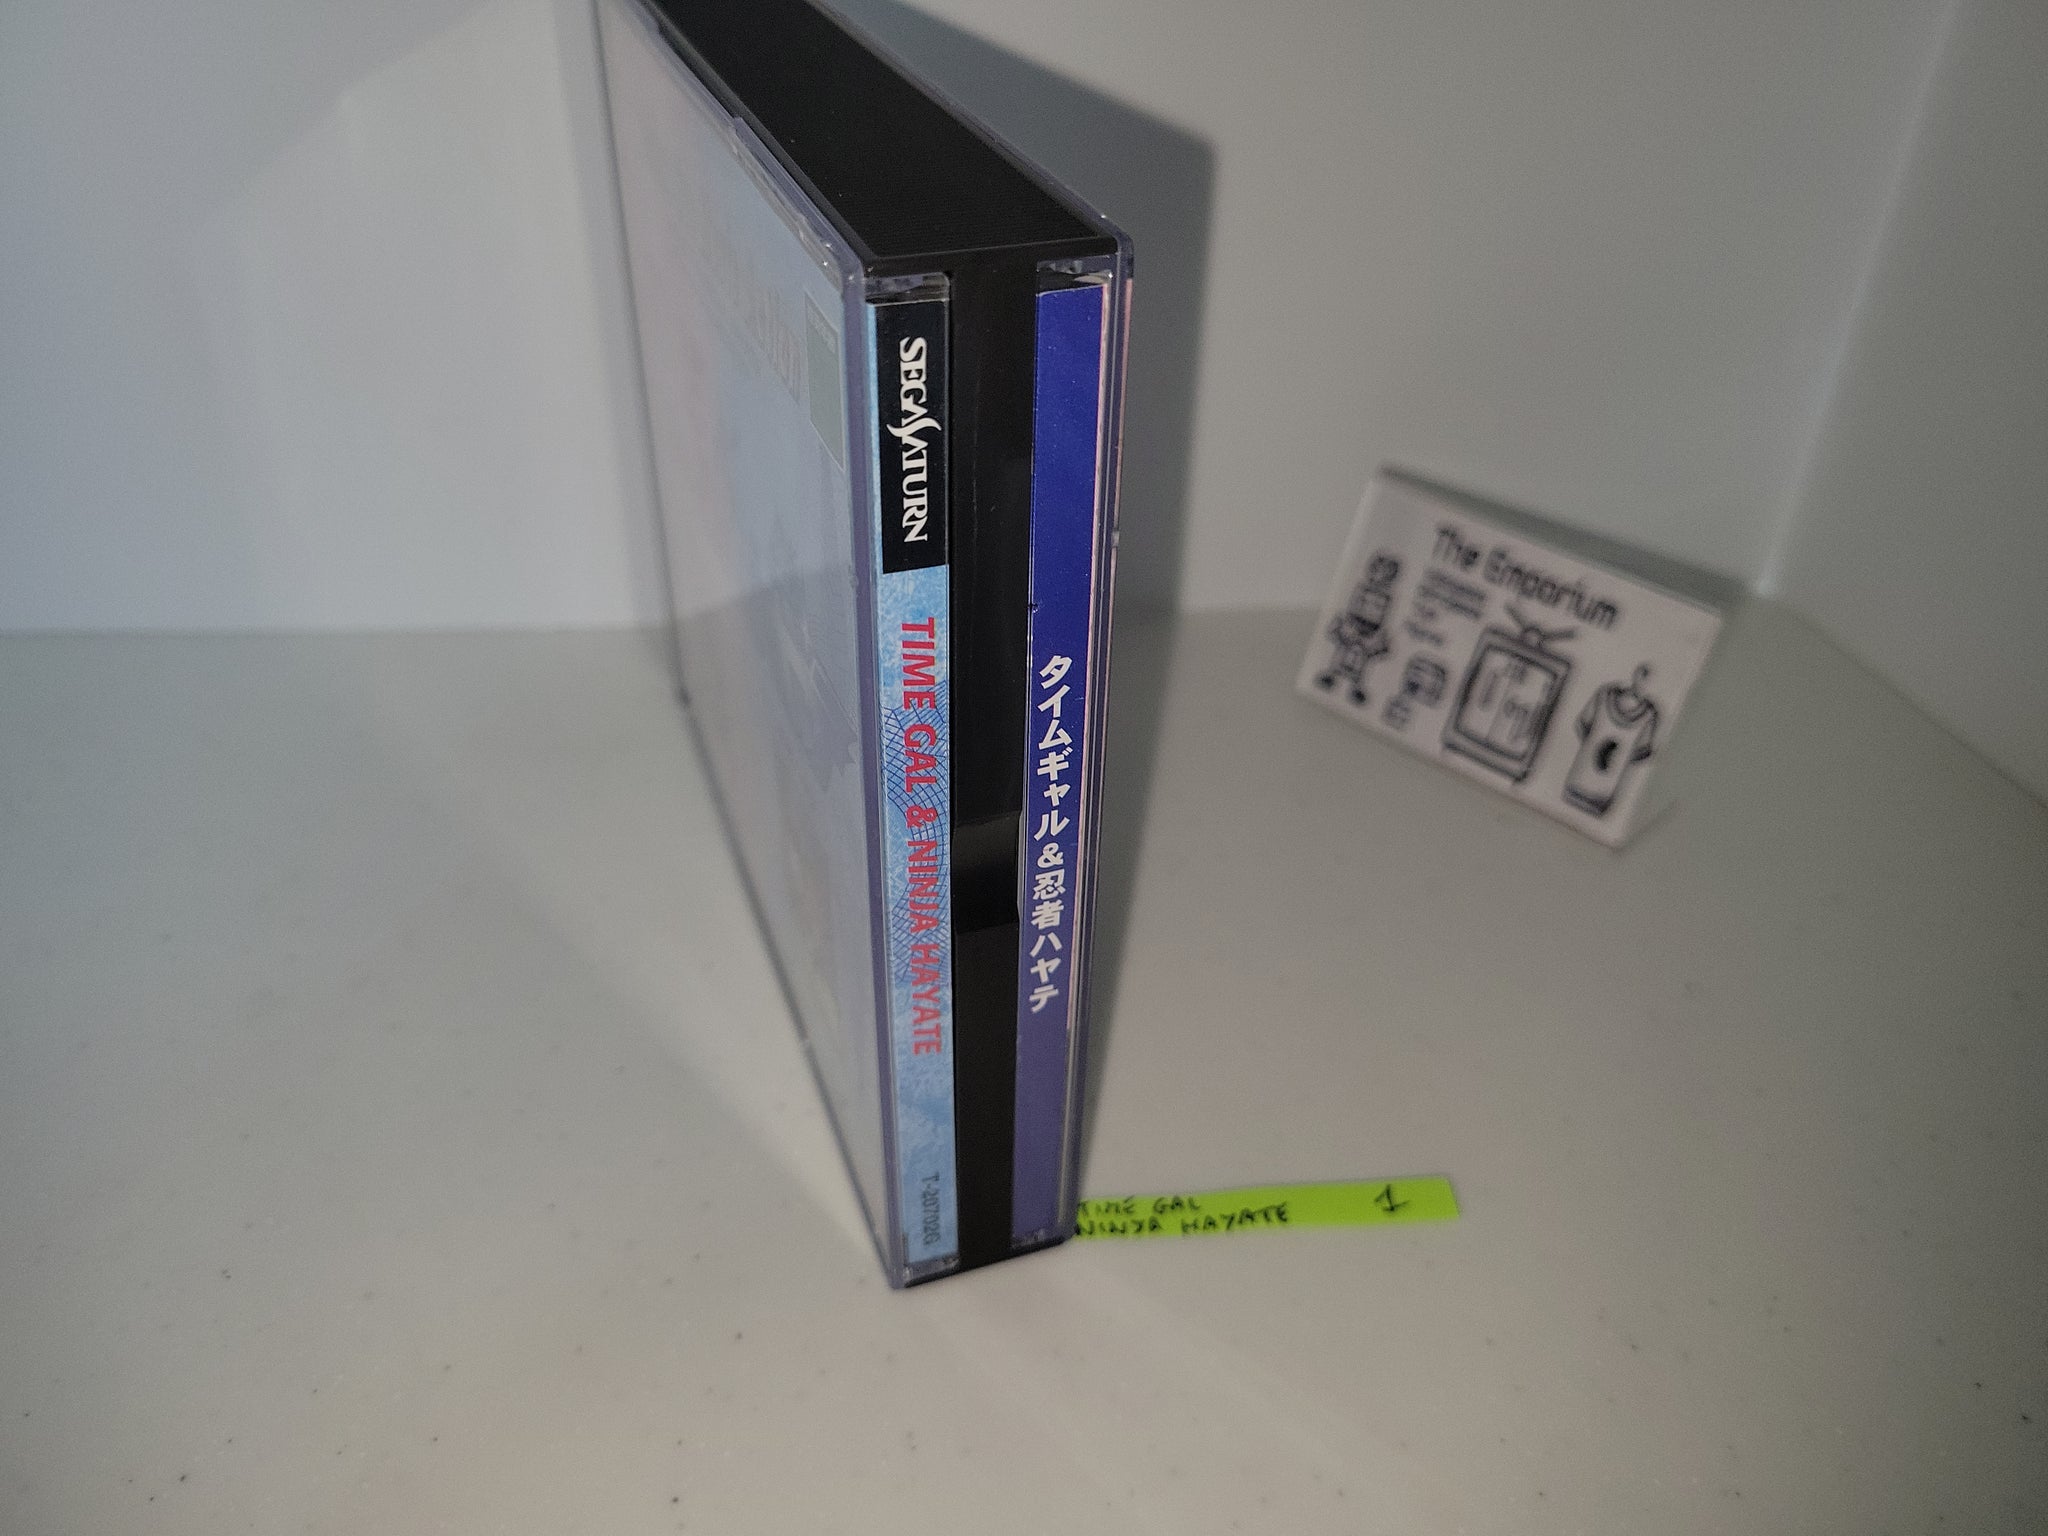 SEGA SATURN
TIME GAL & NINJA HAYATE
T-20702G
タイムギャル&忍者ハヤテ
The Emporium
TIME GAL 1
NINJA HAYATE